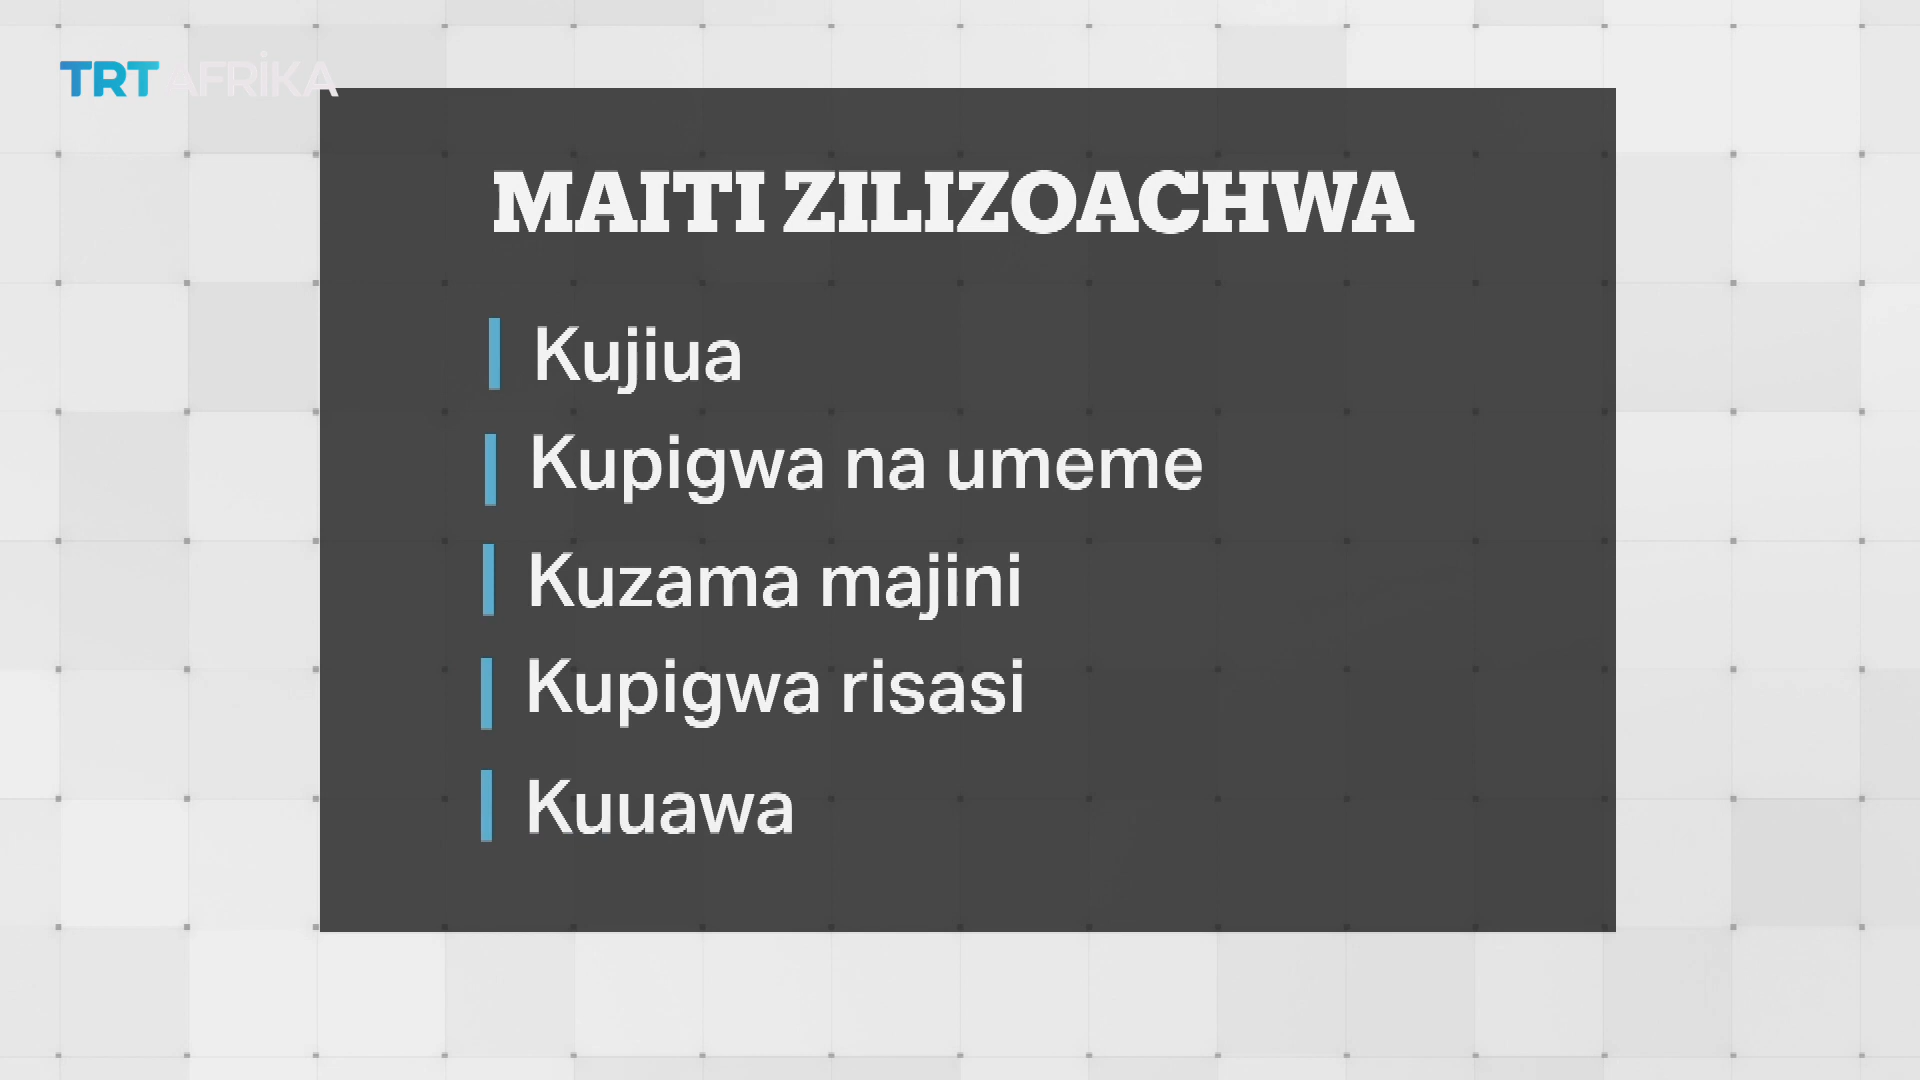 TRT AFRİKA
MAITI ZILIZOACHWA
Kujiua
Kupigwa na umeme
Kuzama majini
Kupigwa risasi
Kuuawa